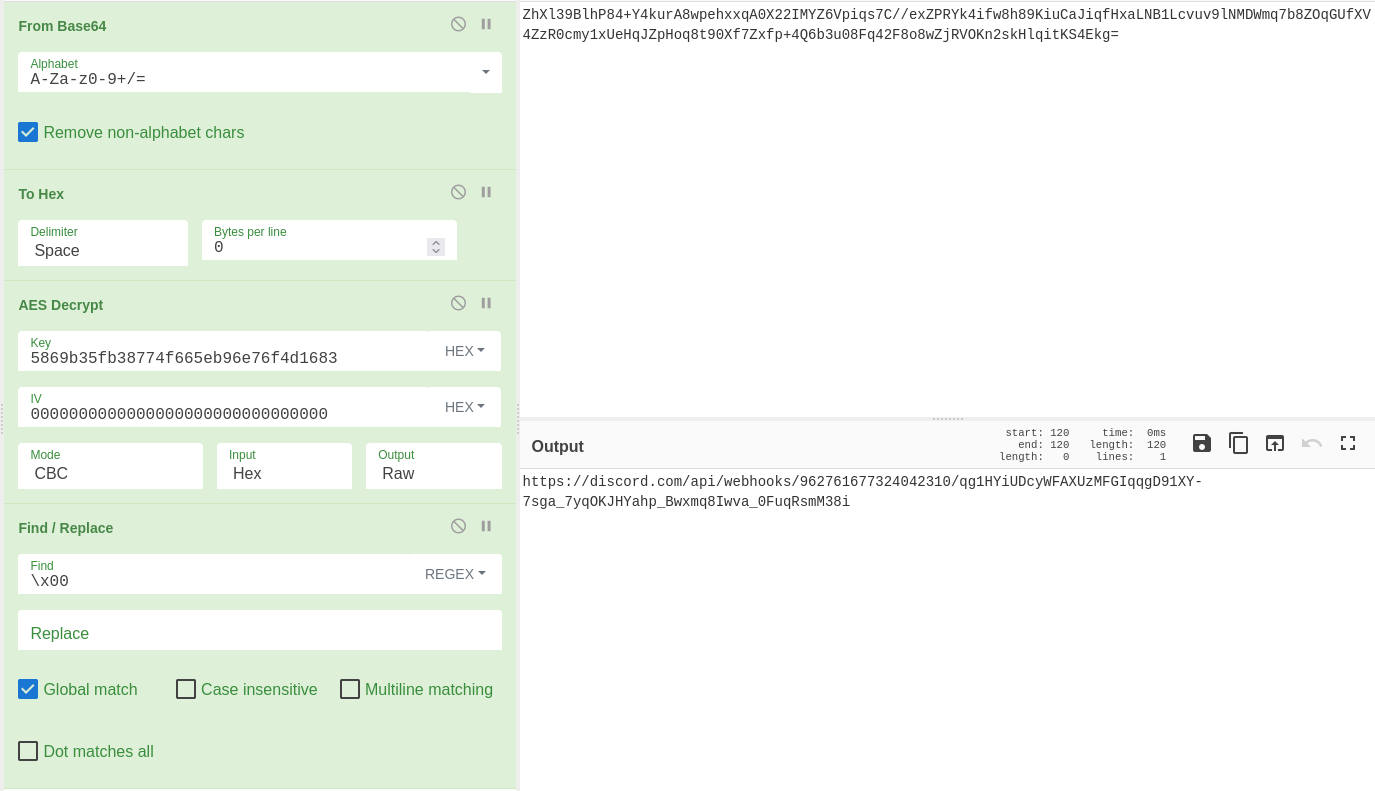 From Base64
Alphabet
A-Za-z0-9+/=
Remove non-alphabet chars
To Hex
Delimiter
Space
Bytes per line
0
AES Decrypt
Key
5869b35fb38774f665eb96e76f4d1683
HEX
IV
00000000000000000000000000000000
HEX
Mode
CBC
Input
Hex
Output
Raw
Find / Replace
Find
\x00
REGEX
Replace
Global match
Case insensitive
Multiline matching
Dot matches all
ZhXl39BlhP84+Y4kurA8wpehxxqA0X22IMYZ6Vpiqs7C//exZPRYk4ifw8h89KiuCaJiqfHxaLNB1Lcvuv9lNMDWmq7b8ZOqGUfXV
4ZzR0cmy1xUeHqJZpHoq8t90Xf7Zxfp+4Q6b3u08Fq42F8o8wZjRVOKn2skHlqitKS4Ekg=
Output
start: 120
end: 120
length: 0
time: 0ms
length: 120
lines: 1
https://discord.com/api/webhooks/962761677324042310/qg1HYiUDcyWFAXUzMFGIqqgD91XY-
7sga_7yqOKJHYahp_Bwxmq8Iwva_0FuqRsmM38i